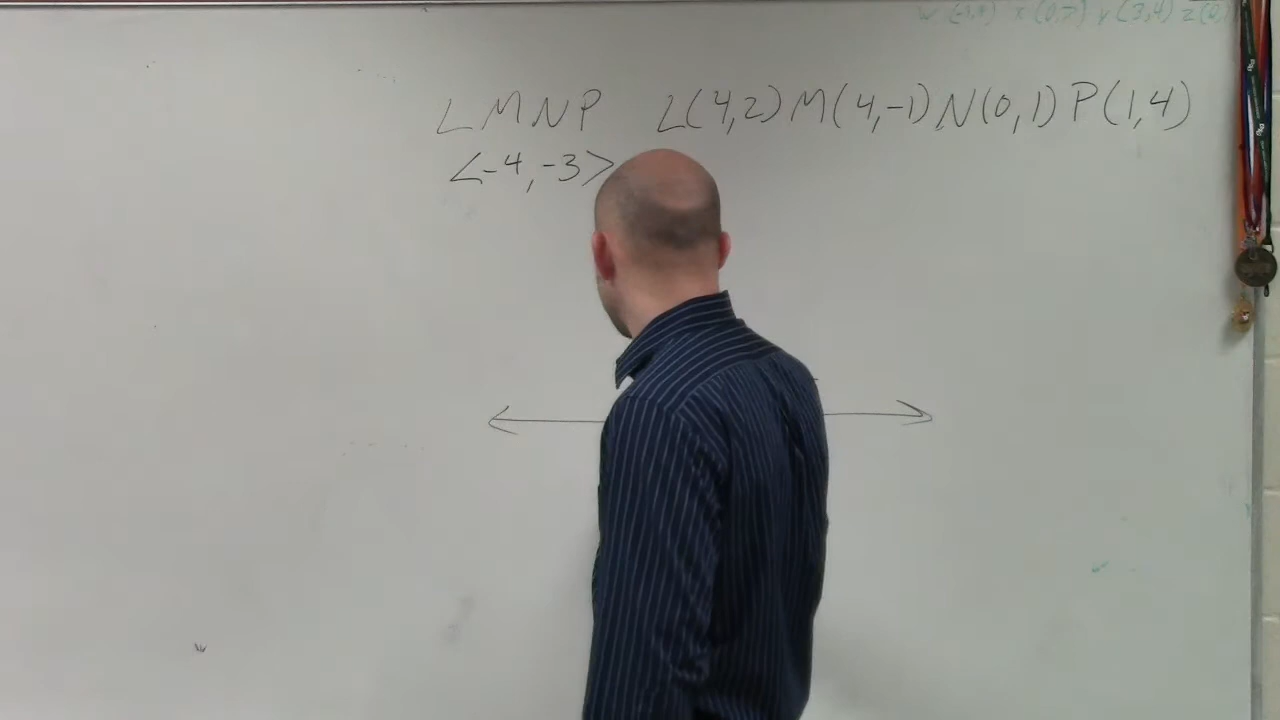 LMNP L(4,2) M(4,-1) N(0,1) P(1,4)
<-4,-3>